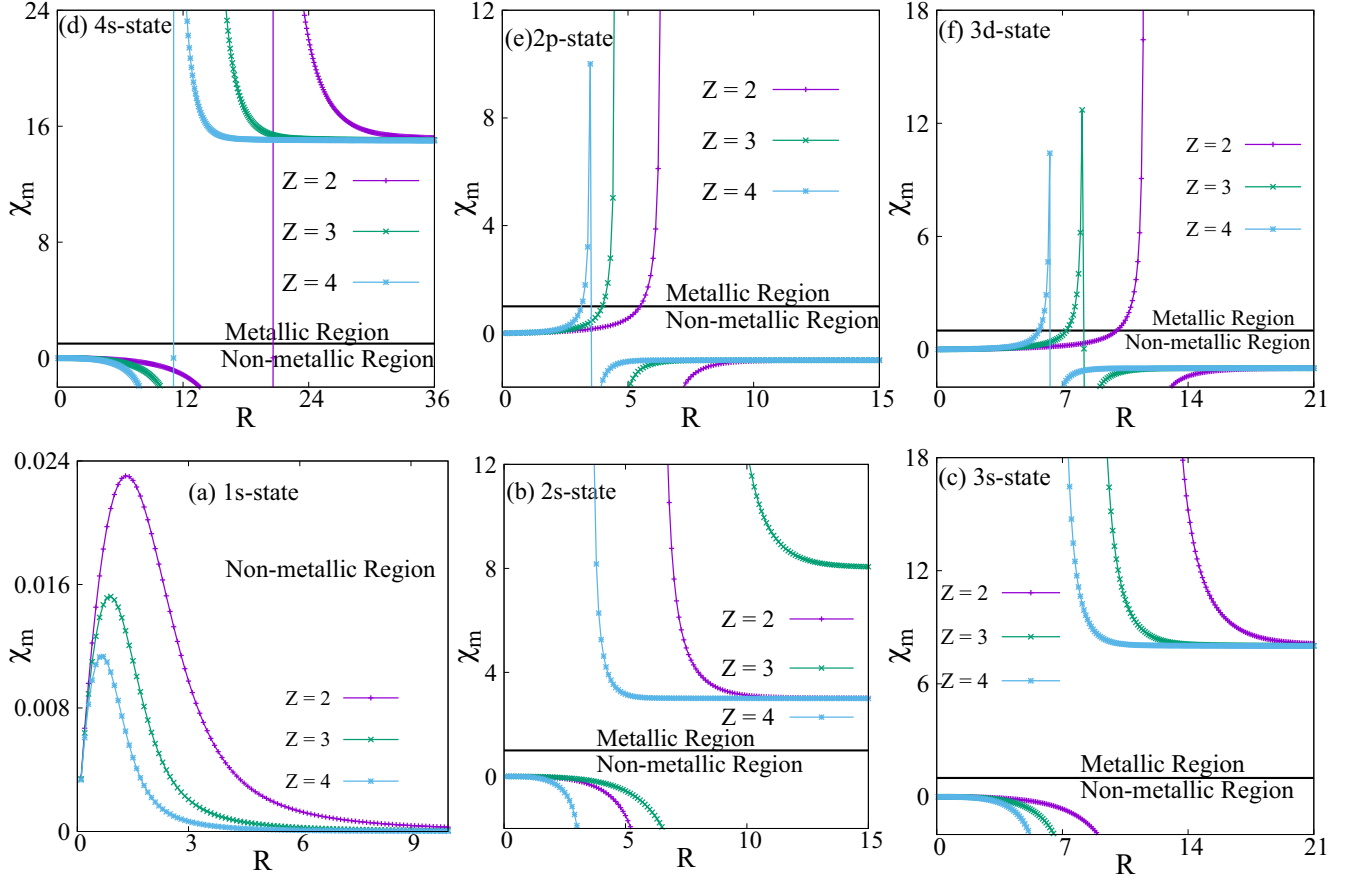 (d) 4s-state
24
20
16
12
8
4
0
χm
Z = 2
Z = 3
Z = 4
Metallic Region
Non-metallic Region
0 12 24 36
R
(e)2p-state
12
8
4
0
χm
Z = 2
Z = 3
Z = 4
Metallic Region
Non-metallic Region
0 5 10 15
R
(f) 3d-state
18
15
12
9
6
3
0
χm
Z = 2
Z = 3
Z = 4
Metallic Region
Non-metallic Region
0 7 14 21
R
(a) 1s-state
0.024
0.016
0.008
0
χm
Non-metallic Region
Z = 2
Z = 3
Z = 4
0 3 6 9
R
(b) 2s-state
12
8
4
0
χm
Z = 2
Z = 3
Z = 4
Metallic Region
Non-metallic Region
0 5 10 15
R
(c) 3s-state
18
12
6
0
χm
Z = 2
Z = 3
Z = 4
Metallic Region
Non-metallic Region
0 7 14 21
R